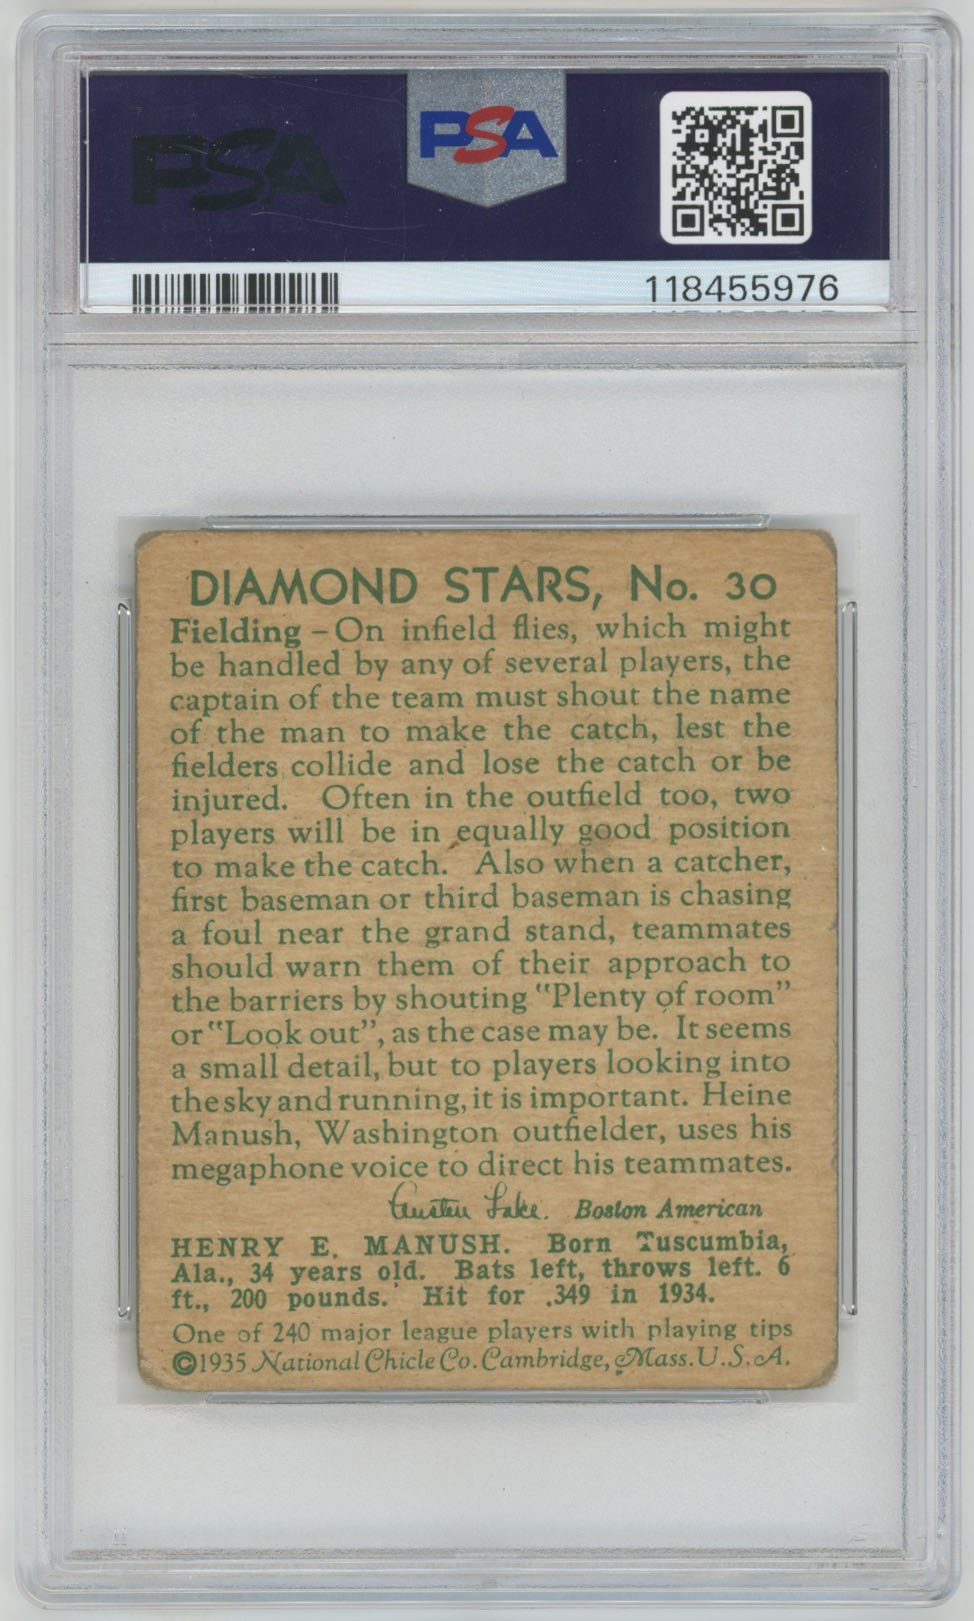 PSA
PSA
118455976
DIAMOND STARS, No. 30
Fielding – On infield flies, which might
be handled by any of several players, the
captain of the team must shout the name
of the man to make the catch, lest the
fielders collide and lose the catch or be
injured. Often in the outfield too, two
players will be in equally good position
to make the catch. Also when a catcher,
first baseman or third baseman is chasing
a foul near the grand stand, teammates
should warn them of their approach to
the barriers by shouting "Plenty of room"
or "Look out", as the case may be. It seems
a small detail, but to players looking into
the sky and running, it is important. Heine
Manush, Washington outfielder, uses his
megaphone voice to direct his teammates.
Austen Lake. Boston American
HENRY E. MANUSH. Born Tuscumbia,
Ala., 34 years old. Bats left, throws left. 6
ft., 200 pounds. Hit for .349 in 1934.
One of 240 major league players with playing tips
©1935 National Chicle Co. Cambridge, Mass. U.S.A.